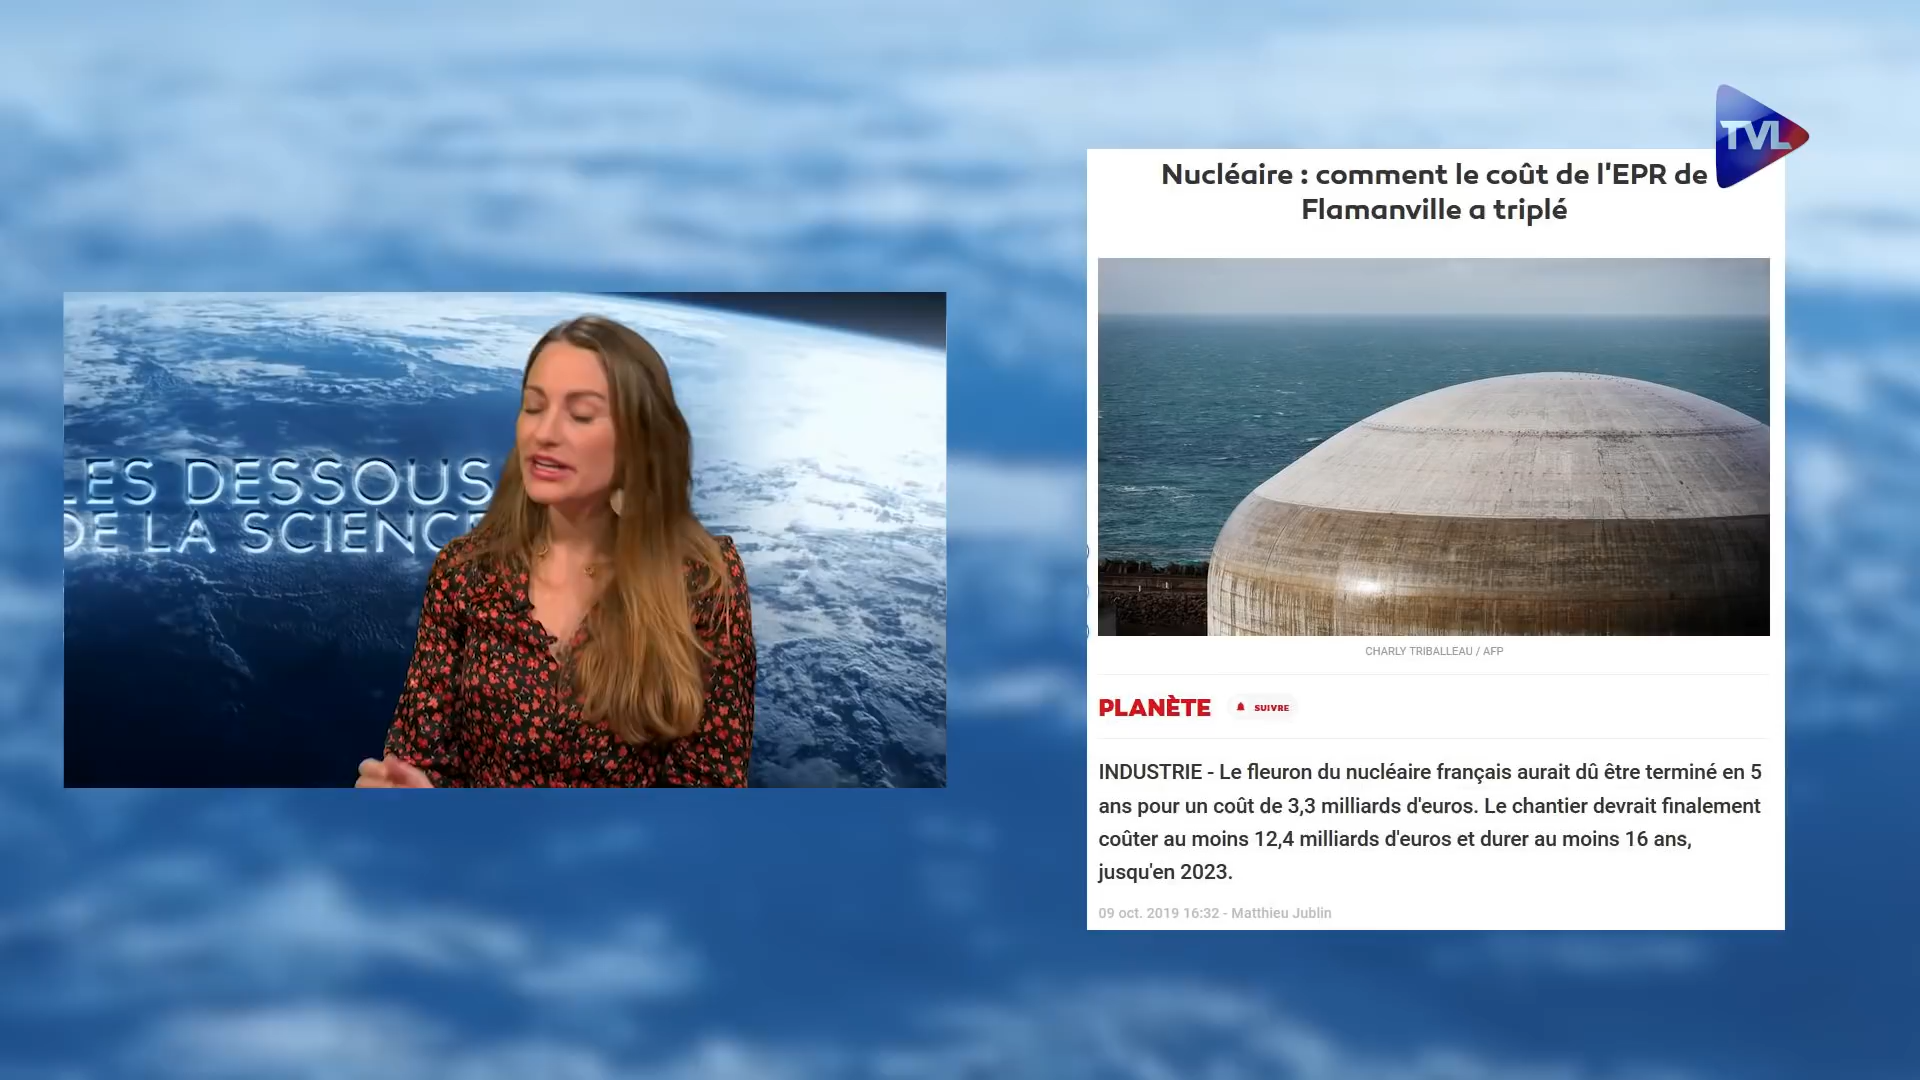 TVL
Nucléaire : comment le coût de l'EPR de
Flamanville a triplé
LES DESSOUS
DE LA SCIENCE
CHARLY TRIBALLEAU / AFP
PLANÈTE
SUIVRE
INDUSTRIE - Le fleuron du nucléaire français aurait dû être terminé en 5
ans pour un coût de 3,3 milliards d'euros. Le chantier devrait finalement
coûter au moins 12,4 milliards d'euros et durer au moins 16 ans,
jusqu'en 2023.
09 oct. 2019 16:32 - Matthieu Jublin